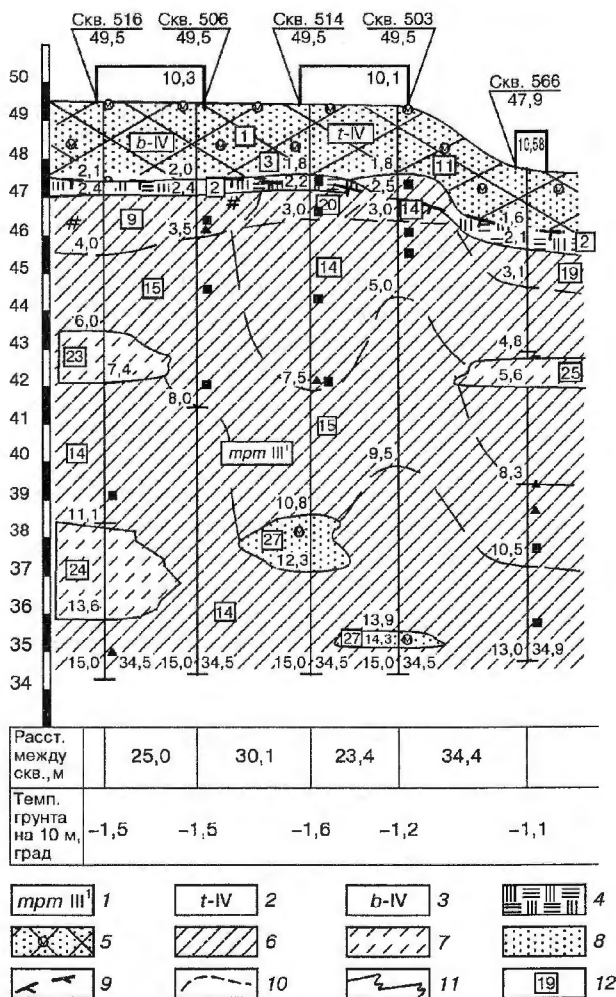 Скв. 516 Скв. 506 Скв. 514 Скв. 503
49,5 49,5 49,5 49,5
Скв. 566
47,9
50 10,3 10,1 10,58
49
b-IV 1 t-IV
48 3 11
2,1 2,0 1,8 1,8
47 2,4 2,4 2 2,2 2,5 1,6
# 9 # 3,0 20 3,0 14 2,1 2
46 3,5
4,0 14 3,1 19
45 15 5,0
44
6,0
43 23 4,8
7,4 7,5 5,6 25
42 8,0
41 15
40 14 mpm III¹ 9,5 8,3
39
11,1 10,8 10,5
38 27
37 24 12,3
36 13,6 14 13,9
35 27 14,3
15,0 34,5 15,0 34,5 15,0 34,5 15,0 34,5 13,0 34,9
34
Расст.
между 25,0 30,1 23,4 34,4
скв., м
Темп.
грунта
на 10 м, –1,5 –1,5 –1,6 –1,2 –1,1
град
mpm III¹ 1 t-IV 2 b-IV 3 4
5 6 7 8
9 10 11 19 12